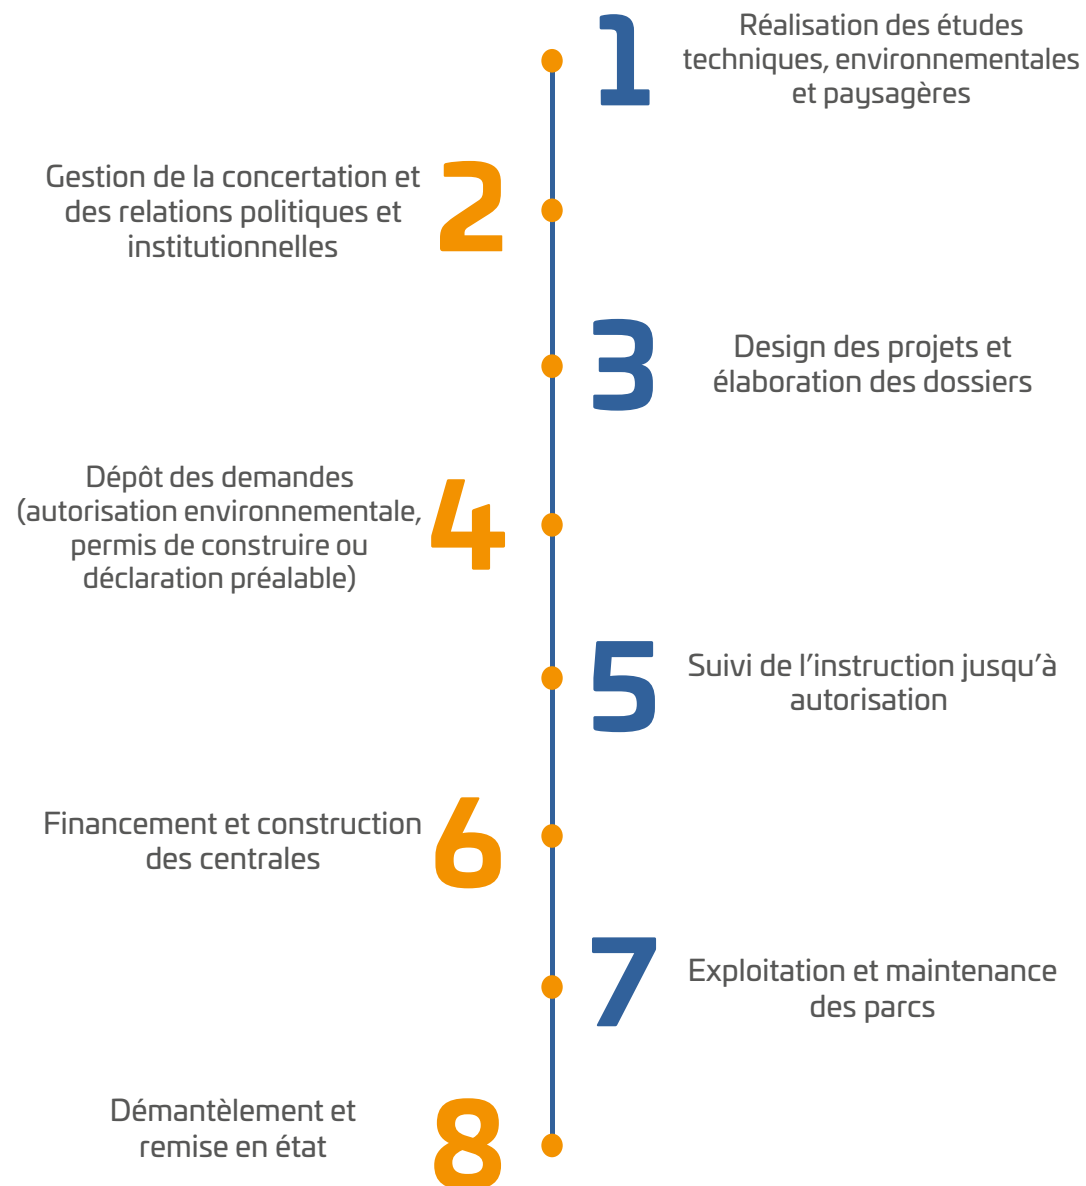 1
Réalisation des études
techniques, environnementales
et paysagères
2
Gestion de la concertation et
des relations politiques et
institutionnelles
3
Design des projets et
élaboration des dossiers
4
Dépôt des demandes
(autorisation environnementale,
permis de construire ou
déclaration préalable)
5
Suivi de l’instruction jusqu’à
autorisation
6
Financement et construction
des centrales
7
Exploitation et maintenance
des parcs
8
Démantèlement et
remise en état